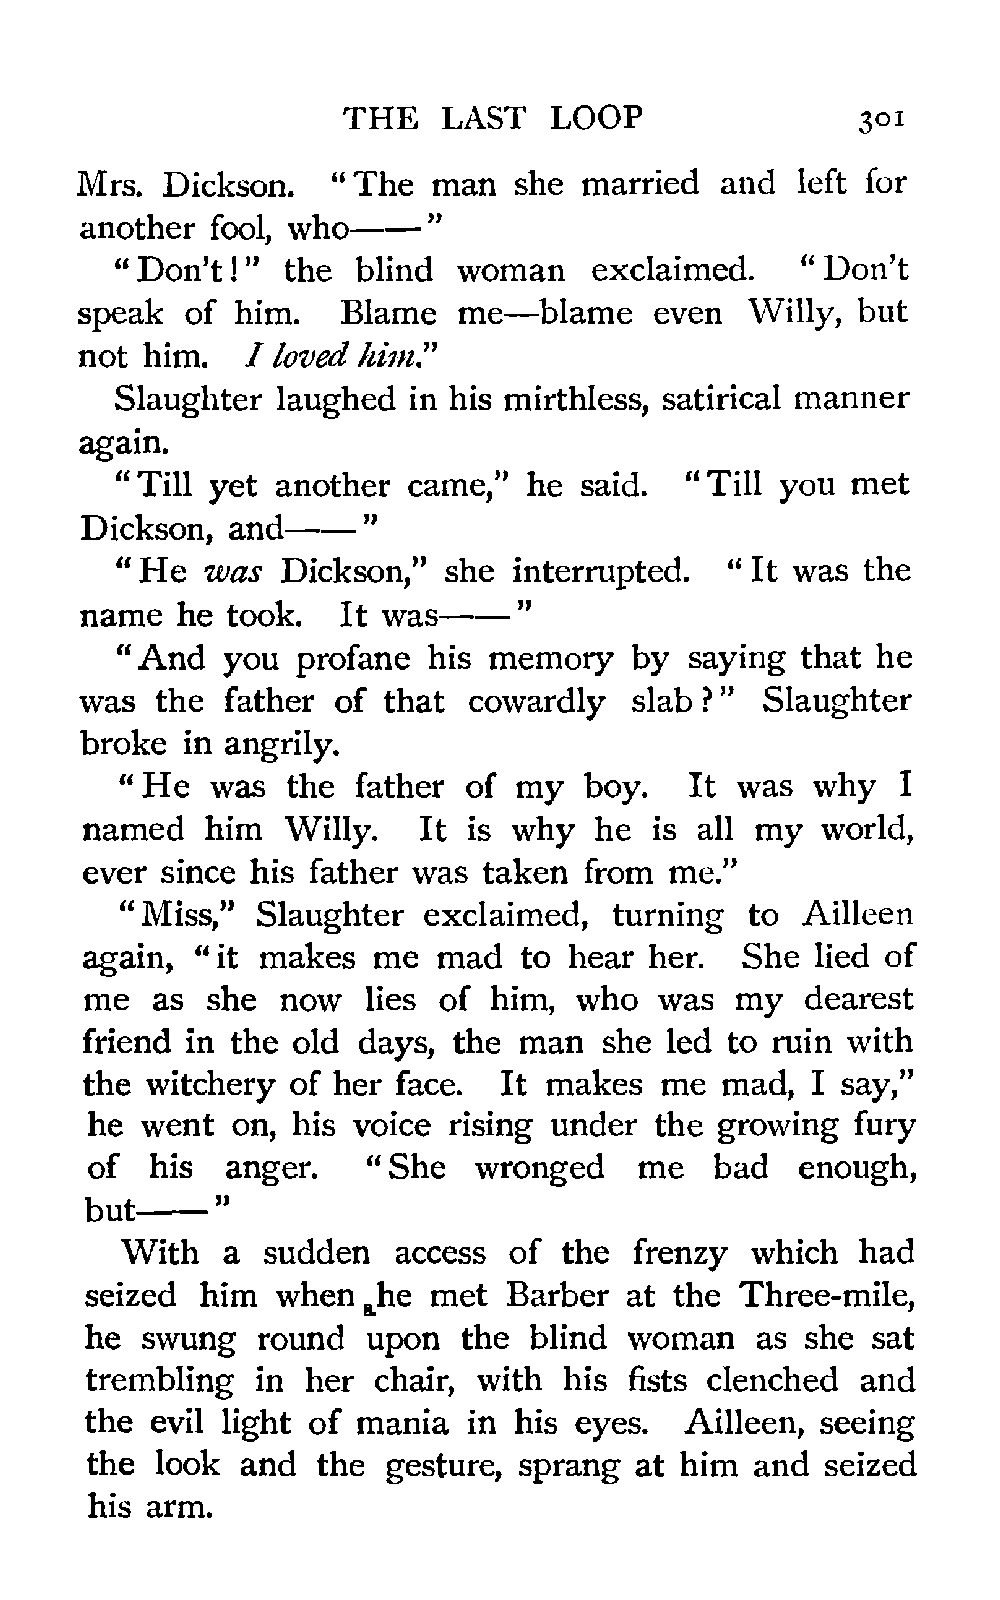 THE LAST LOOP 301
Mrs. Dickson. "The man she married and left for
another fool, who——"
"Don't!" the blind woman exclaimed. "Don't
speak of him. Blame me—blame even Willy, but
not him. I loved him."
Slaughter laughed in his mirthless, satirical manner
again.
"Till yet another came," he said. "Till you met
Dickson, and——"
"He was Dickson," she interrupted. "It was the
name he took. It was——"
"And you profane his memory by saying that he
was the father of that cowardly slab?" Slaughter
broke in angrily.
"He was the father of my boy. It was why I
named him Willy. It is why he is all my world,
ever since his father was taken from me."
"Miss," Slaughter exclaimed, turning to Ailleen
again, "it makes me mad to hear her. She lied of
me as she now lies of him, who was my dearest
friend in the old days, the man she led to ruin with
the witchery of her face. It makes me mad, I say,"
he went on, his voice rising under the growing fury
of his anger. "She wronged me bad enough,
but——"
With a sudden access of the frenzy which had
seized him when he met Barber at the Three-mile,
he swung round upon the blind woman as she sat
trembling in her chair, with his fists clenched and
the evil light of mania in his eyes. Ailleen, seeing
the look and the gesture, sprang at him and seized
his arm.